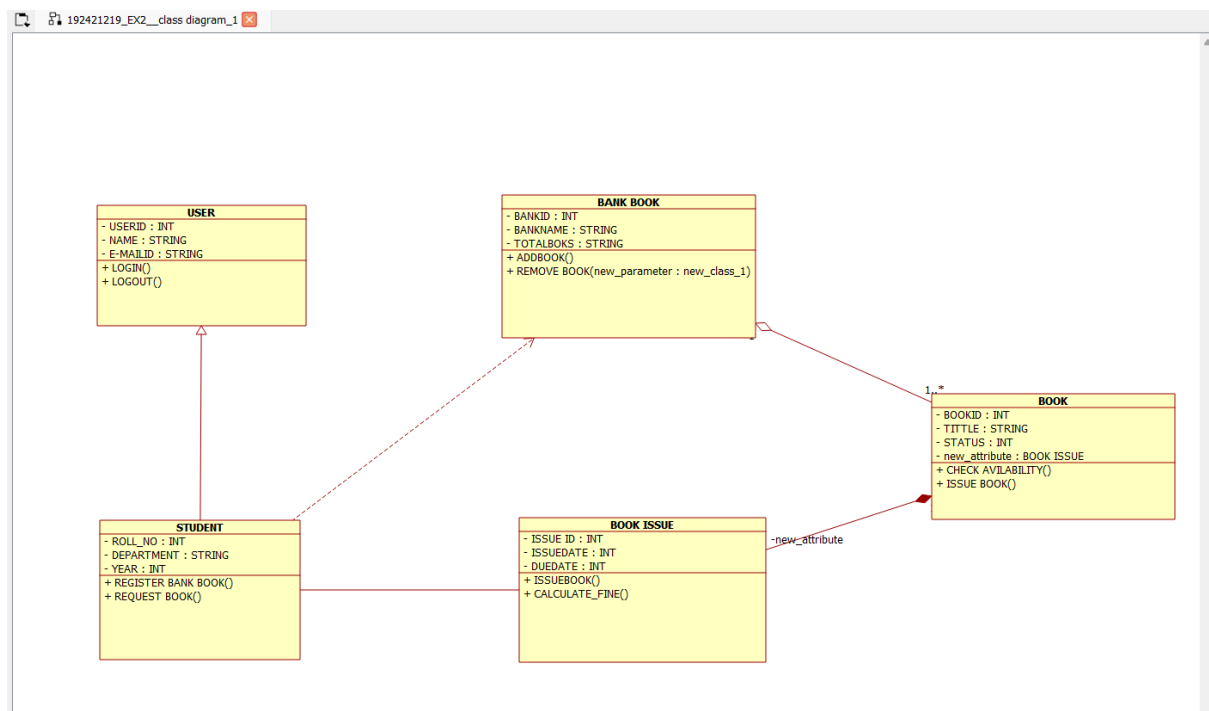 192421219_EX2__class diagram_1
USER
- USERID : INT
- NAME : STRING
- E-MAILID : STRING
+ LOGIN()
+ LOGOUT()
BANK BOOK
- BANKID : INT
- BANKNAME : STRING
- TOTALBOKS : STRING
+ ADDBOOK()
+ REMOVE BOOK(new_parameter : new_class_1)
1..*
BOOK
- BOOKID : INT
- TITTLE : STRING
- STATUS : INT
- new_attribute : BOOK ISSUE
+ CHECK AVILABILITY()
+ ISSUE BOOK()
STUDENT
- ROLL_NO : INT
- DEPARTMENT : STRING
- YEAR : INT
+ REGISTER BANK BOOK()
+ REQUEST BOOK()
BOOK ISSUE
- ISSUE ID : INT
- ISSUEDATE : INT
- DUEDATE : INT
+ ISSUEBOOK()
+ CALCULATE_FINE()
-new_attribute